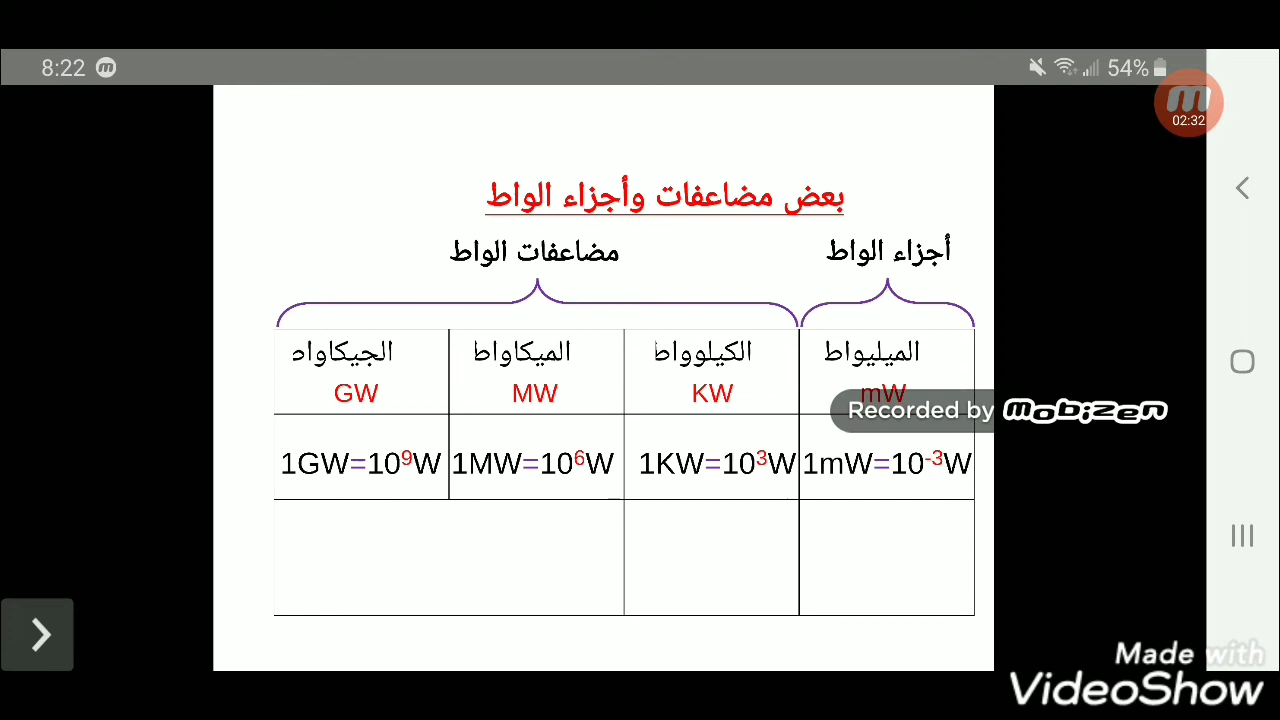 8:22
54%
02:32
بعض مضاعفات وأجزاء الواط
أجزاء الواط
مضاعفات الواط
الميليواط
الكيلوواط
الميكاواط
الجيكاواط
mW
KW
MW
GW
Recorded by mobizen
1mW=10⁻³W
1KW=10³W
1MW=10⁶W
1GW=10⁹W
Made with
VideoShow